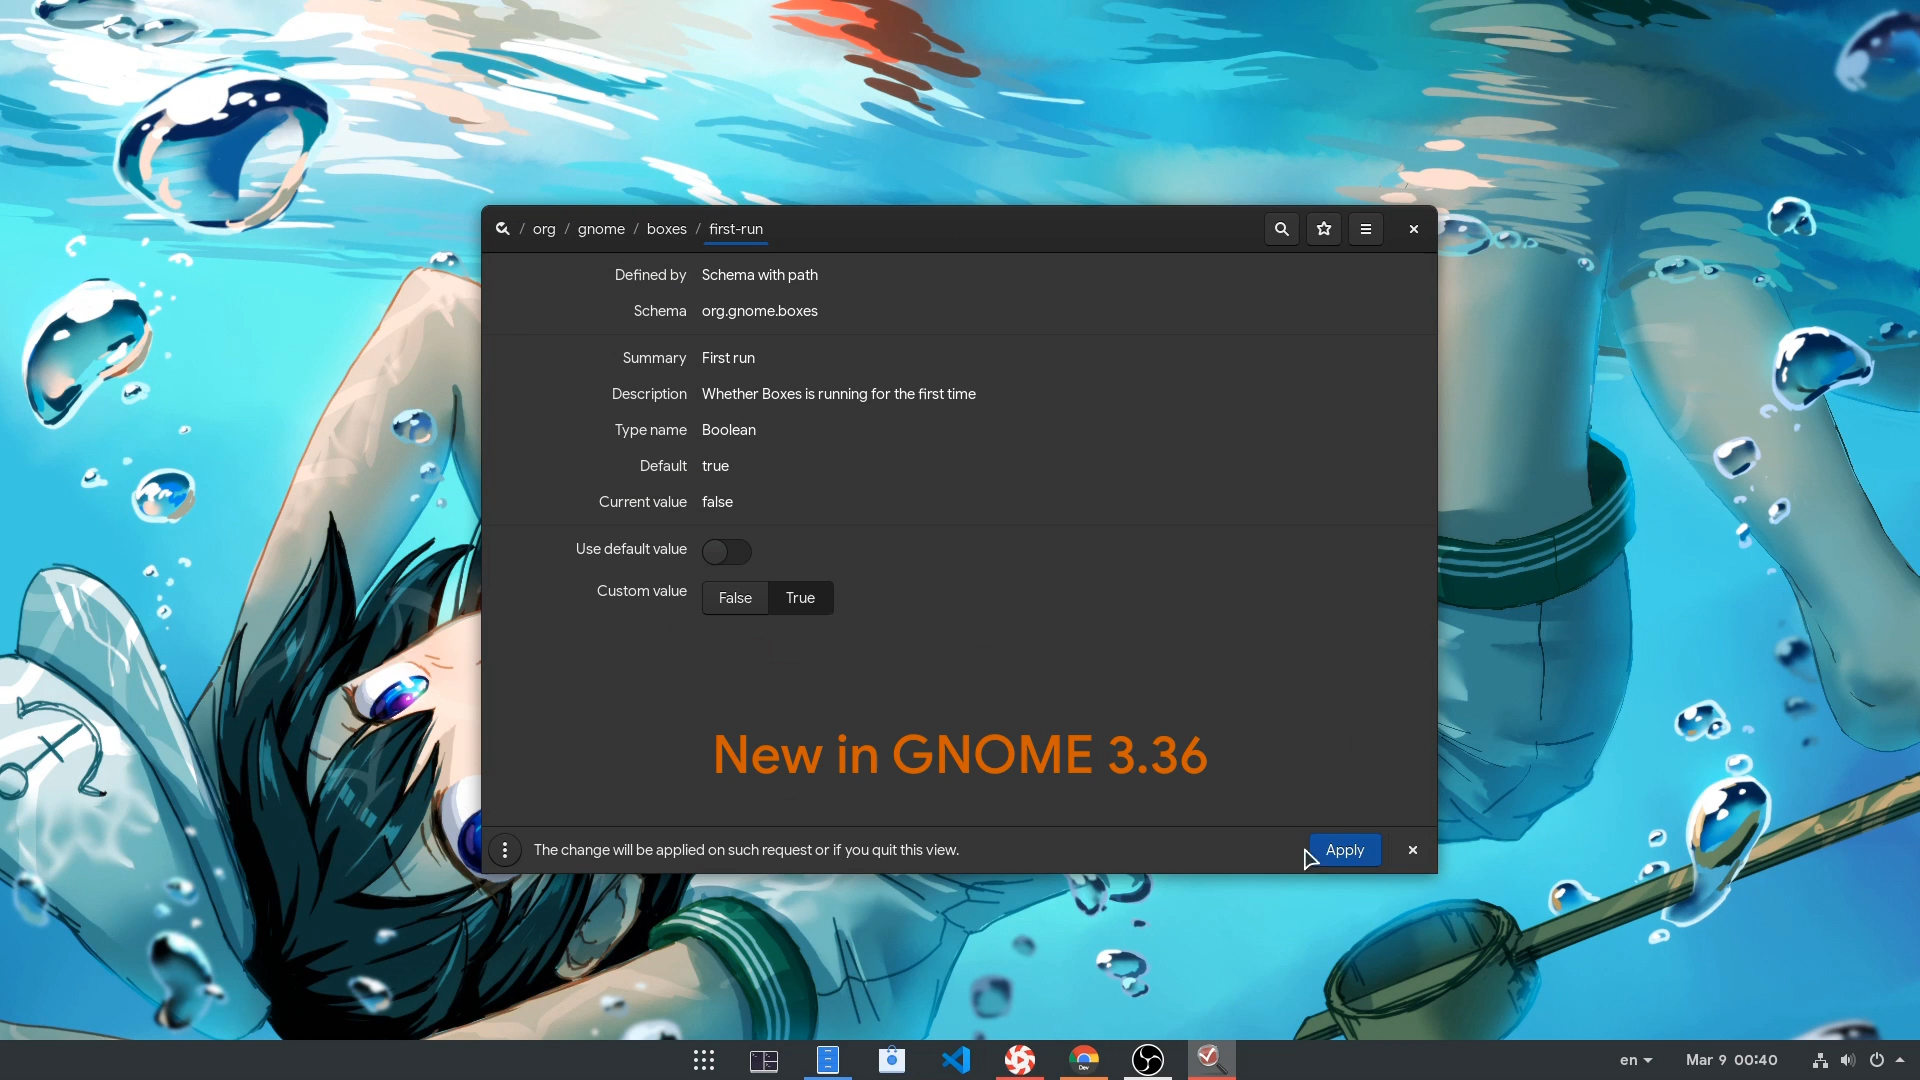 / org / gnome / boxes / first-run
Defined by Schema with path
Schema org.gnome.boxes
Summary First run
Description Whether Boxes is running for the first time
Type name Boolean
Default true
Current value false
Use default value
Custom value False True
New in GNOME 3.36
The change will be applied on such request or if you quit this view. Apply
Dev
en Mar 9 00:40